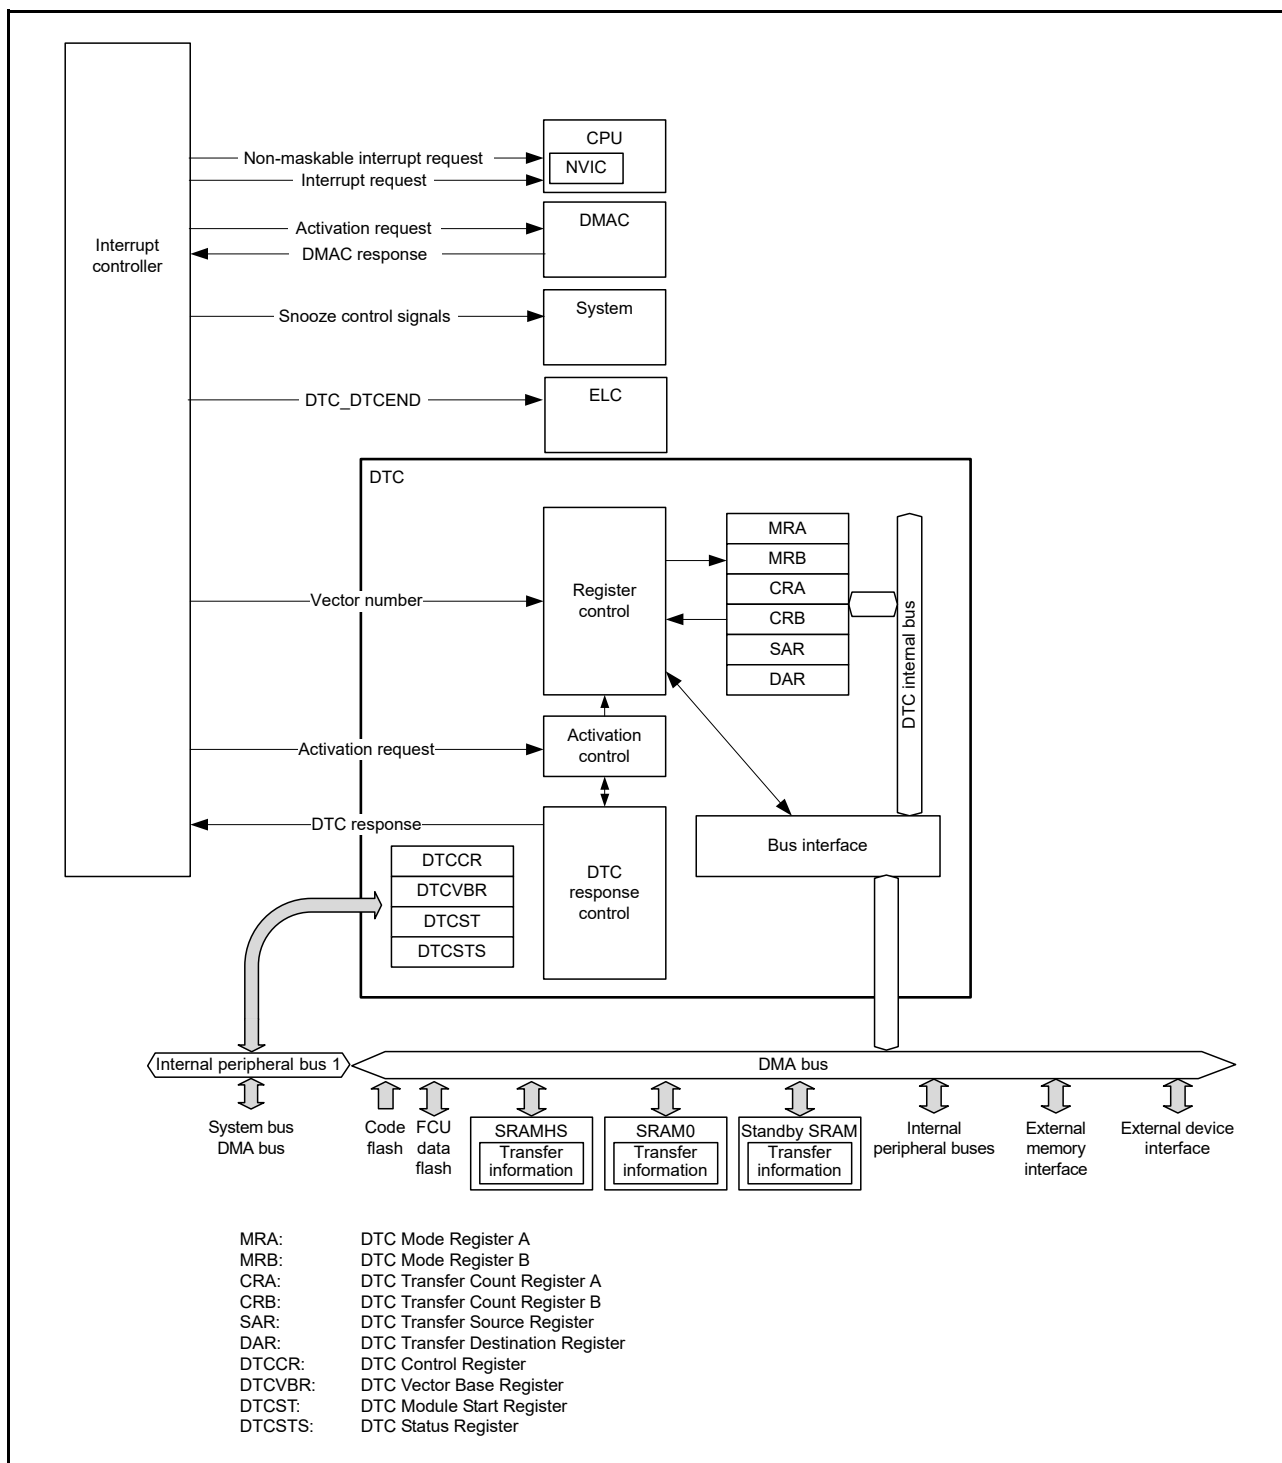 CPU
NVIC
Non-maskable interrupt request
Interrupt request
Activation request
DMAC
Interrupt
controller
DMAC response
Snooze control signals
System
DTC_DTCEND
ELC
DTC
MRA
MRB
CRA
CRB
SAR
DAR
Vector number
Register
control
DTC internal bus
Activation request
Activation
control
DTC response
Bus interface
DTCCR
DTCVBR
DTCST
DTCSTS
DTC
response
control
Internal peripheral bus 1
DMA bus
System bus
DMA bus
Code
flash
FCU
data
flash
SRAMHS
Transfer
information
SRAM0
Transfer
information
Standby SRAM
Transfer
information
Internal
peripheral buses
External
memory
interface
External device
interface
MRA: DTC Mode Register A
MRB: DTC Mode Register B
CRA: DTC Transfer Count Register A
CRB: DTC Transfer Count Register B
SAR: DTC Transfer Source Register
DAR: DTC Transfer Destination Register
DTCCR: DTC Control Register
DTCVBR: DTC Vector Base Register
DTCST: DTC Module Start Register
DTCSTS: DTC Status Register